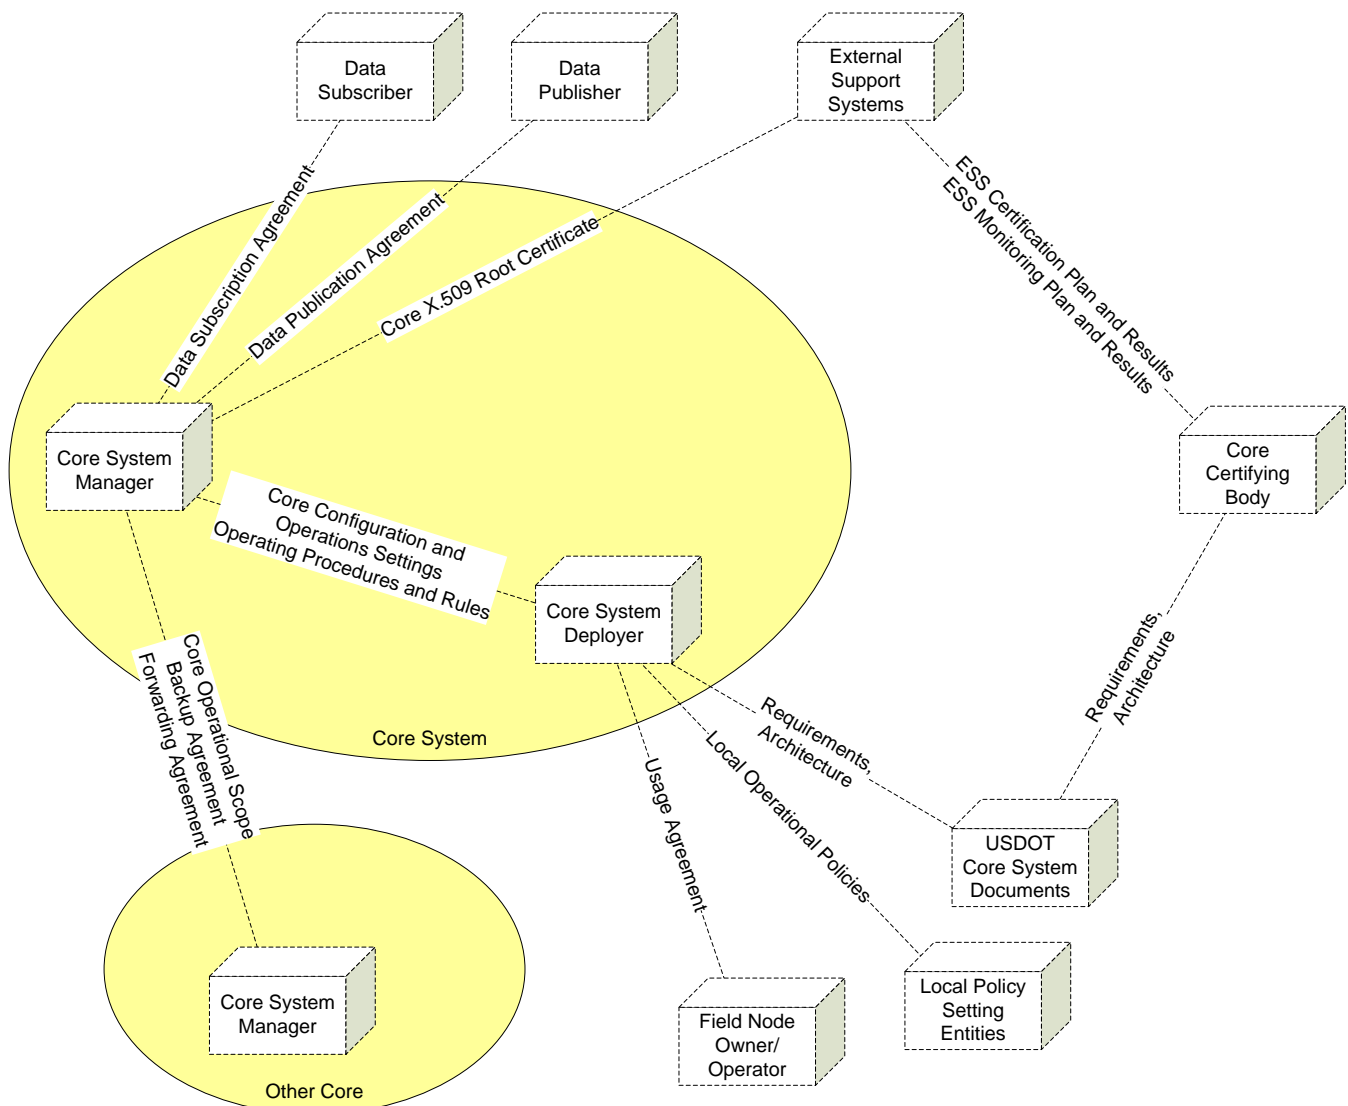 Data
Subscriber
Data
Publisher
External
Support
Systems
Data Subscription Agreement
Data Publication Agreement
Core X.509 Root Certificate
ESS Certification Plan and Results
ESS Monitoring Plan and Results
Core System
Manager
Core
Certifying
Body
Core Configuration and
Operations Settings
Operating Procedures and Rules
Core System
Deployer
Core Operational Scope
Backup Agreement
Forwarding Agreement
Core System
Requirements,
Architecture
Requirements,
Architecture
Local Operational Policies
Usage Agreement
USDOT
Core System
Documents
Core System
Manager
Other Core
Field Node
Owner/
Operator
Local Policy
Setting
Entities